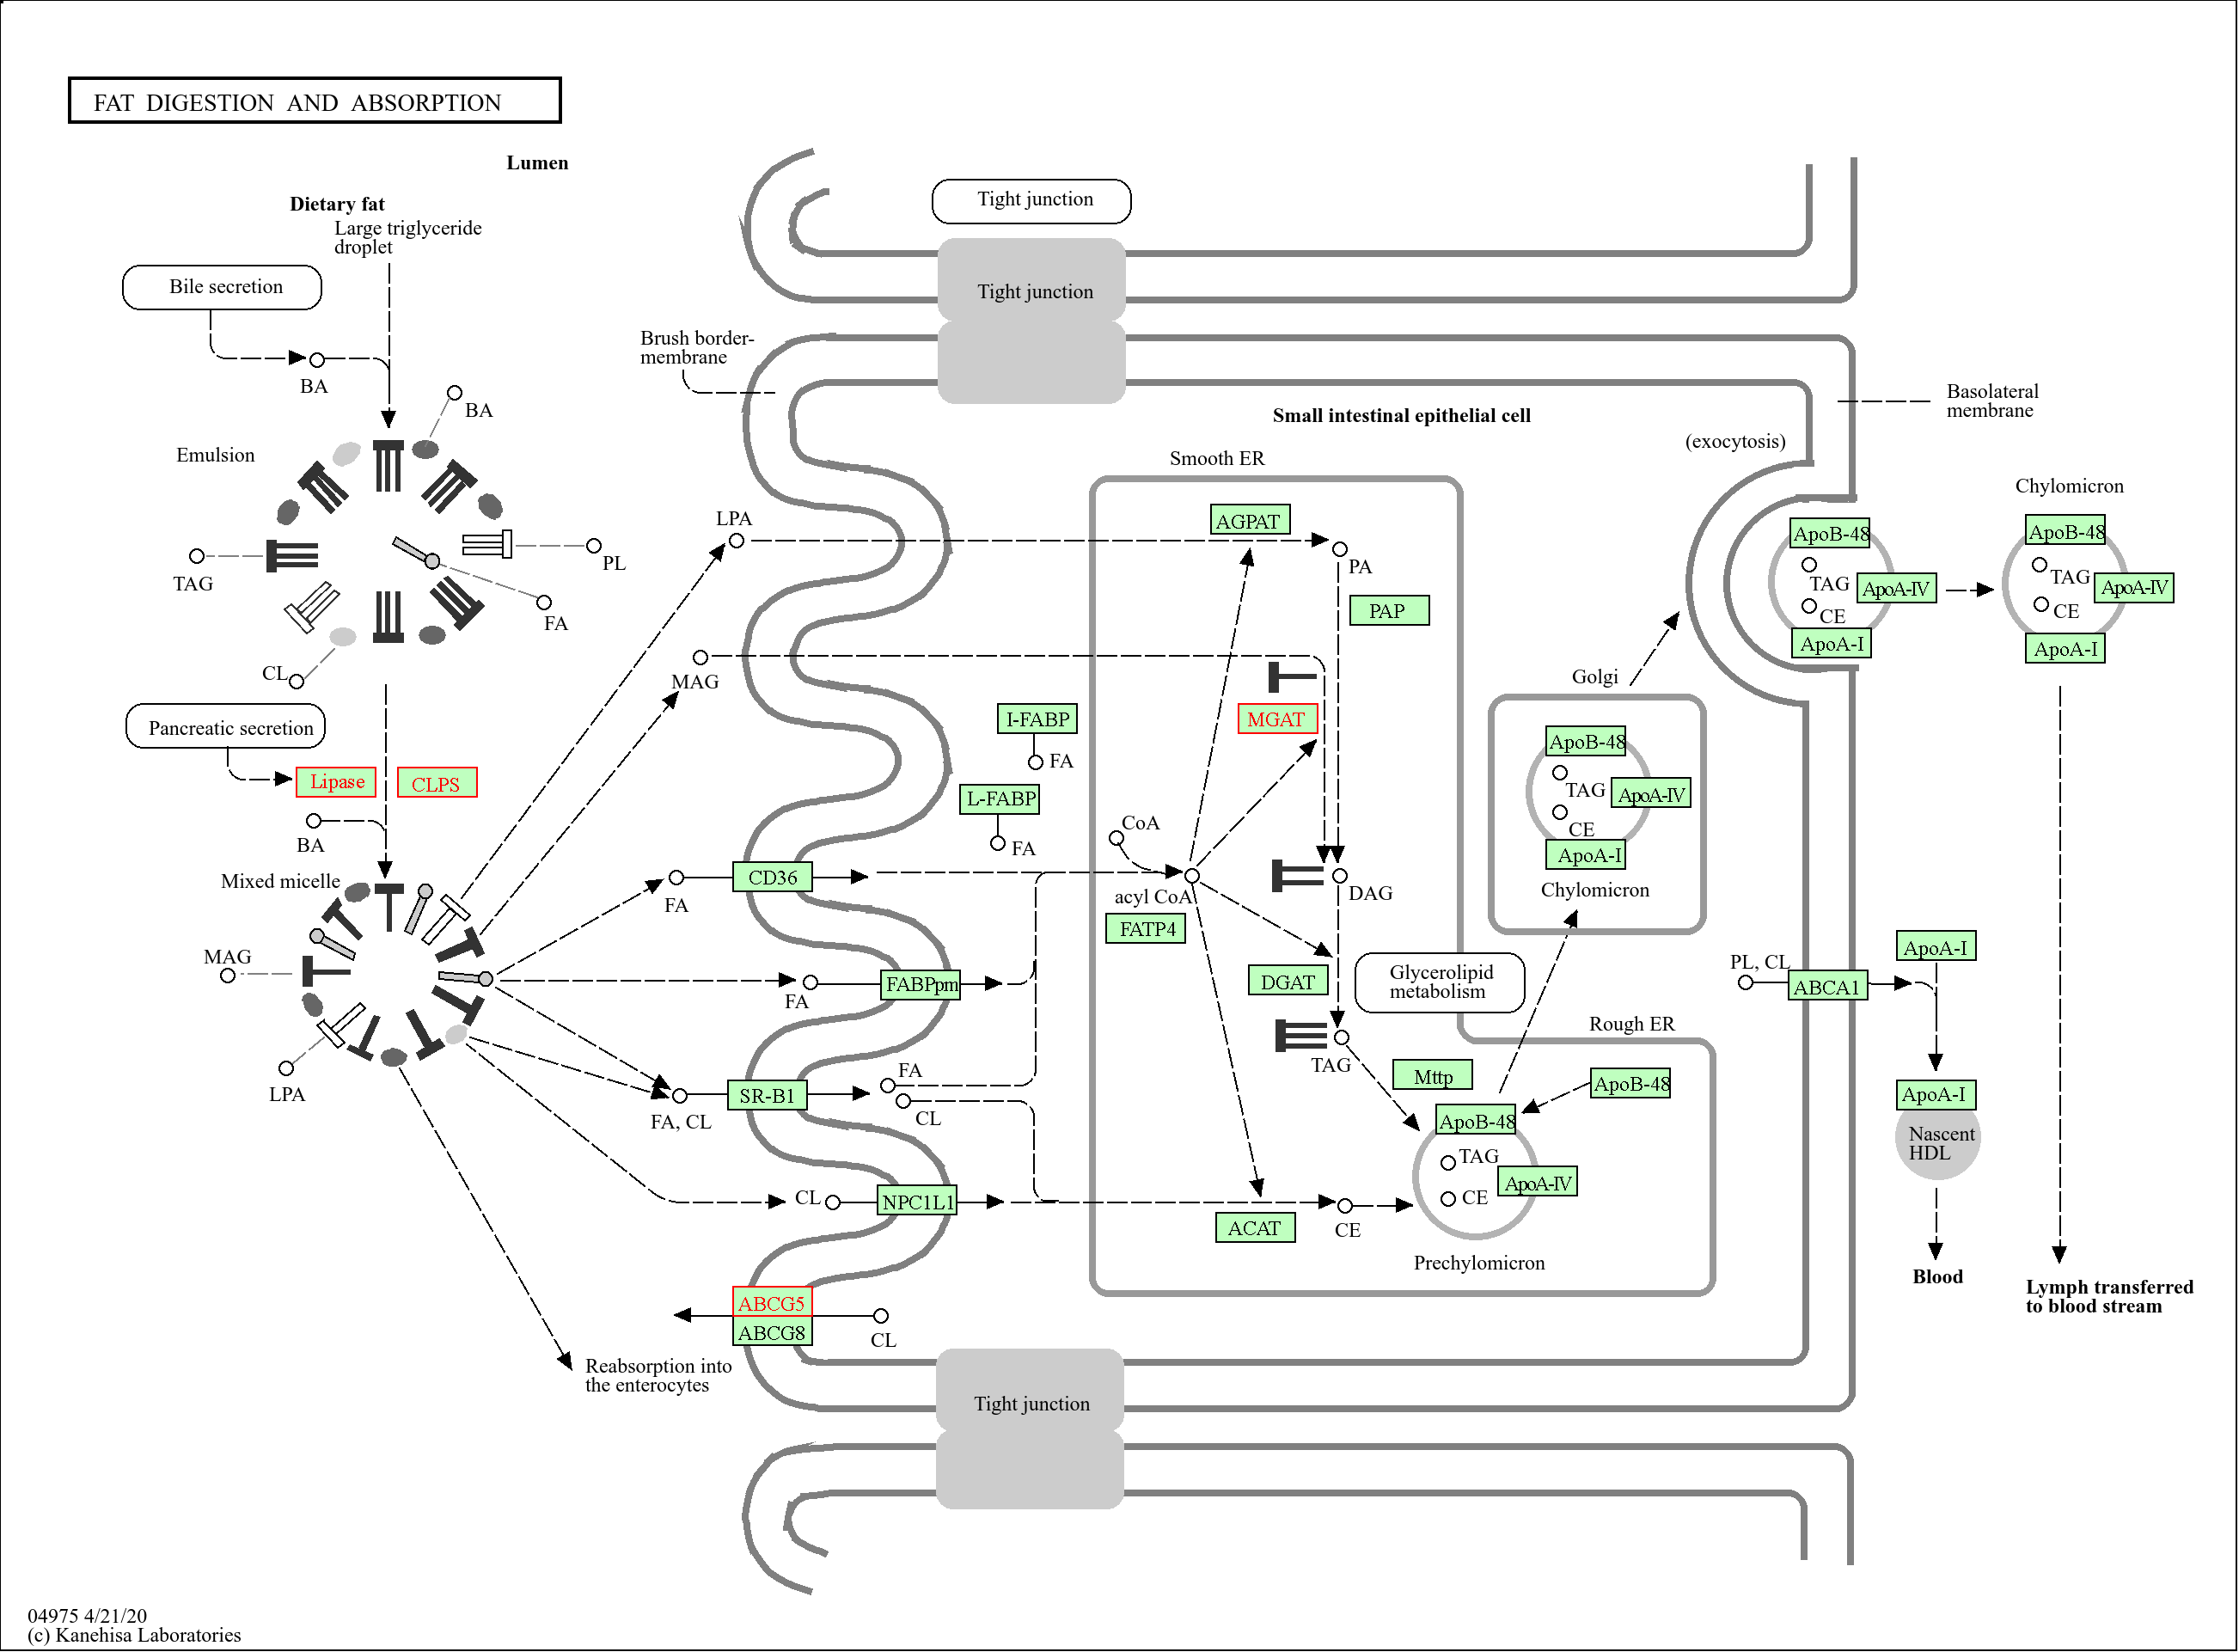 FAT DIGESTION AND ABSORPTION
Lumen
Dietary fat
Large triglyceride
droplet
Bile secretion
BA
BA
Emulsion
TAG
PL
FA
CL
Pancreatic secretion
Lipase
CLPS
BA
Mixed micelle
MAG
LPA
Tight junction
Tight junction
Brush border-
membrane
LPA
MAG
FA
CD36
FA
FABPpm
FA, CL
SR-B1
FA
CL
CL
NPC1L1
ABCG5
ABCG8
CL
Reabsorption into
the enterocytes
Tight junction
I-FABP
FA
L-FABP
FA
Small intestinal epithelial cell
Smooth ER
AGPAT
PA
PAP
MGAT
CoA
acyl CoA
FATP4
DAG
DGAT
Glycerolipid
metabolism
TAG
ACAT
CE
Rough ER
Mttp
ApoB-48
ApoB-48
TAG
CE
ApoA-IV
Prechylomicron
Golgi
ApoB-48
TAG
ApoA-IV
CE
ApoA-I
Chylomicron
(exocytosis)
Basolateral
membrane
ApoB-48
TAG
ApoA-IV
CE
ApoA-I
Chylomicron
ApoB-48
TAG
ApoA-IV
CE
ApoA-I
PL, CL
ABCA1
ApoA-I
ApoA-I
Nascent
HDL
Blood
Lymph transferred
to blood stream
04975 4/21/20
(c) Kanehisa Laboratories